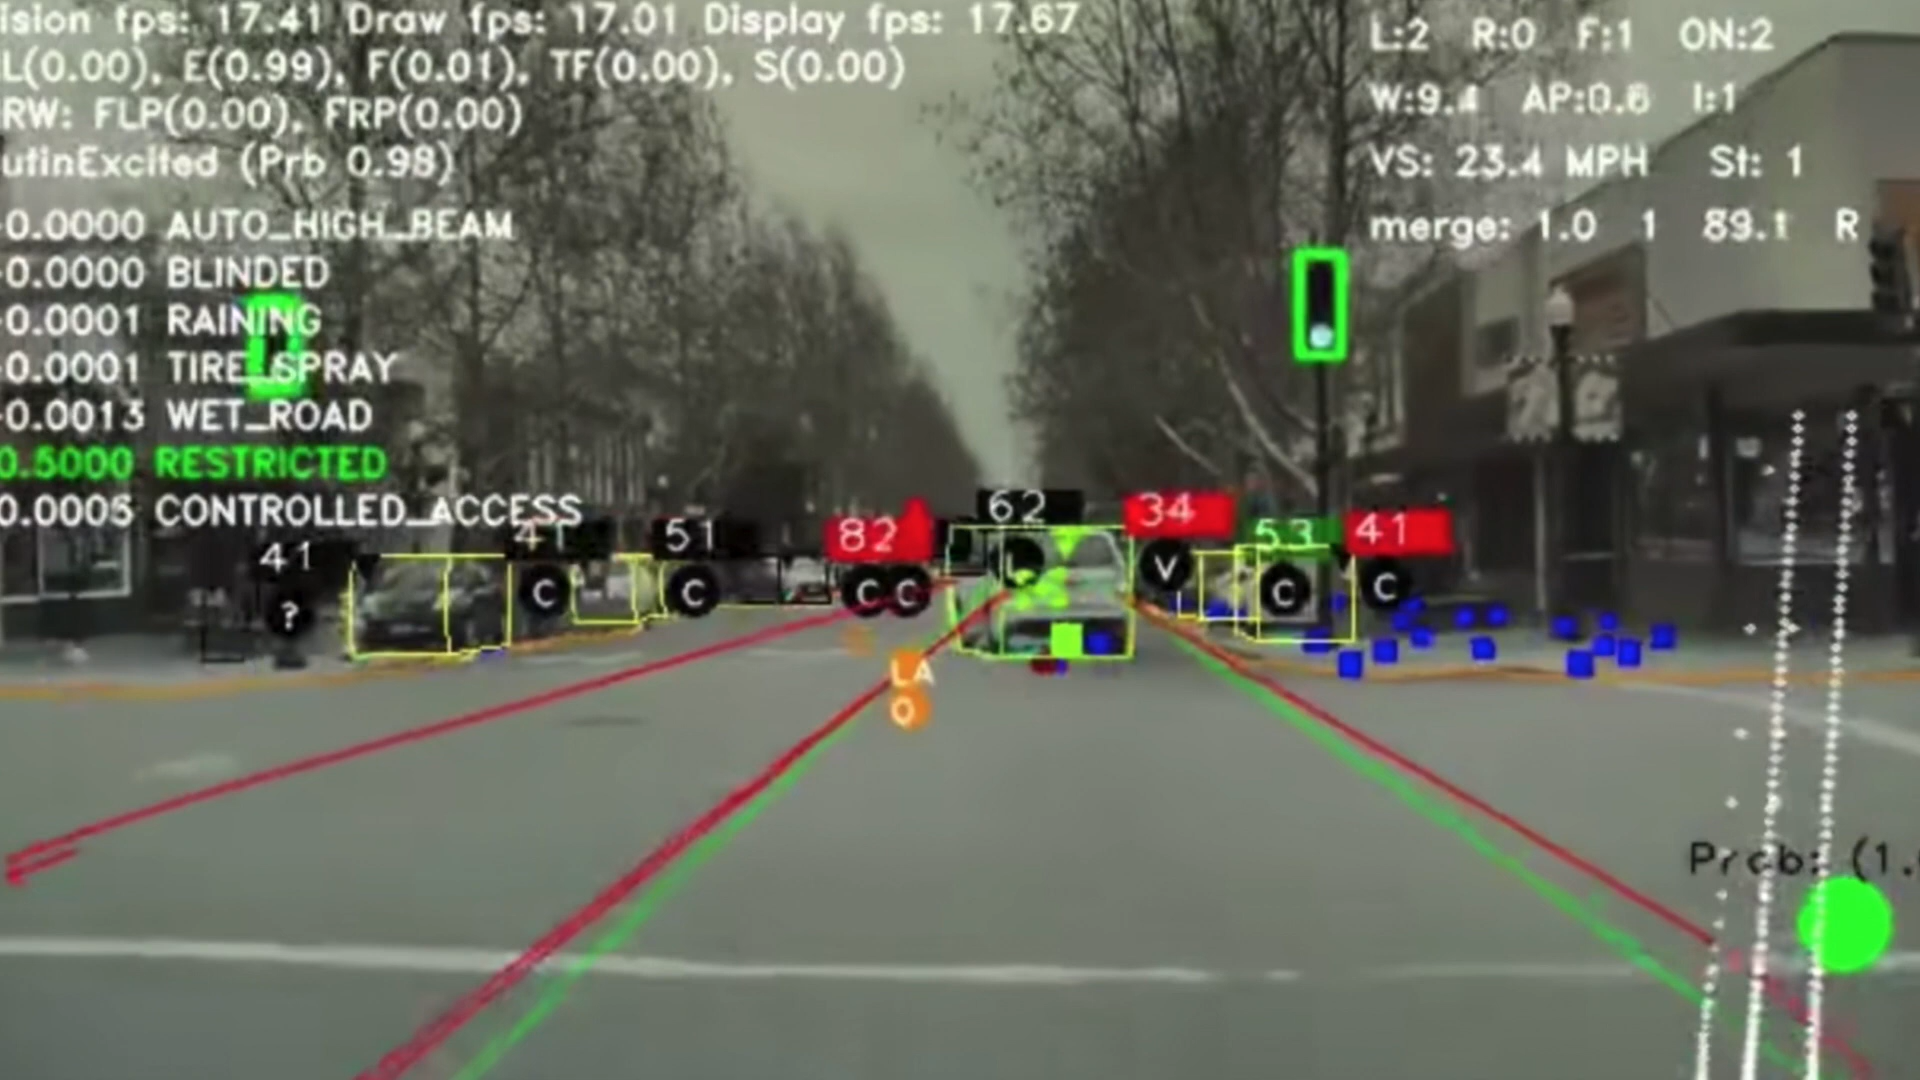 ision fps: 17.41 Draw fps: 17.01 Display fps: 17.67
L(0.00), E(0.99), F(0.01), TF(0.00), S(0.00)
RW: FLP(0.00), FRP(0.00)
utinExcited (Prb 0.98)
-0.0000 AUTO_HIGH_BEAM
-0.0000 BLINDED
-0.0001 RAINING
-0.0001 TIRE_SPRAY
-0.0013 WET_ROAD
0.5000 RESTRICTED
0.0005 CONTROLLED_ACCESS
L:2 R:0 F:1 ON:2
W:9.4 AP:0.6 I:1
VS: 23.4 MPH St: 1
merge: 1.0 1 89.1 R
41 41 51 82 62 34 53 41
? C C C C L V C C
LA
0
Prob: (1.